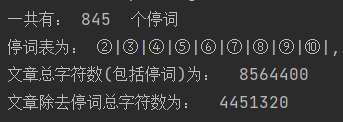 一共有： 845 个停词
停词表为： ②|③|④|⑤|⑥|⑦|⑧|⑨|⑩|,
文章总字符数(包括停词)为： 8564400
文章除去停词总字符数为： 4451320